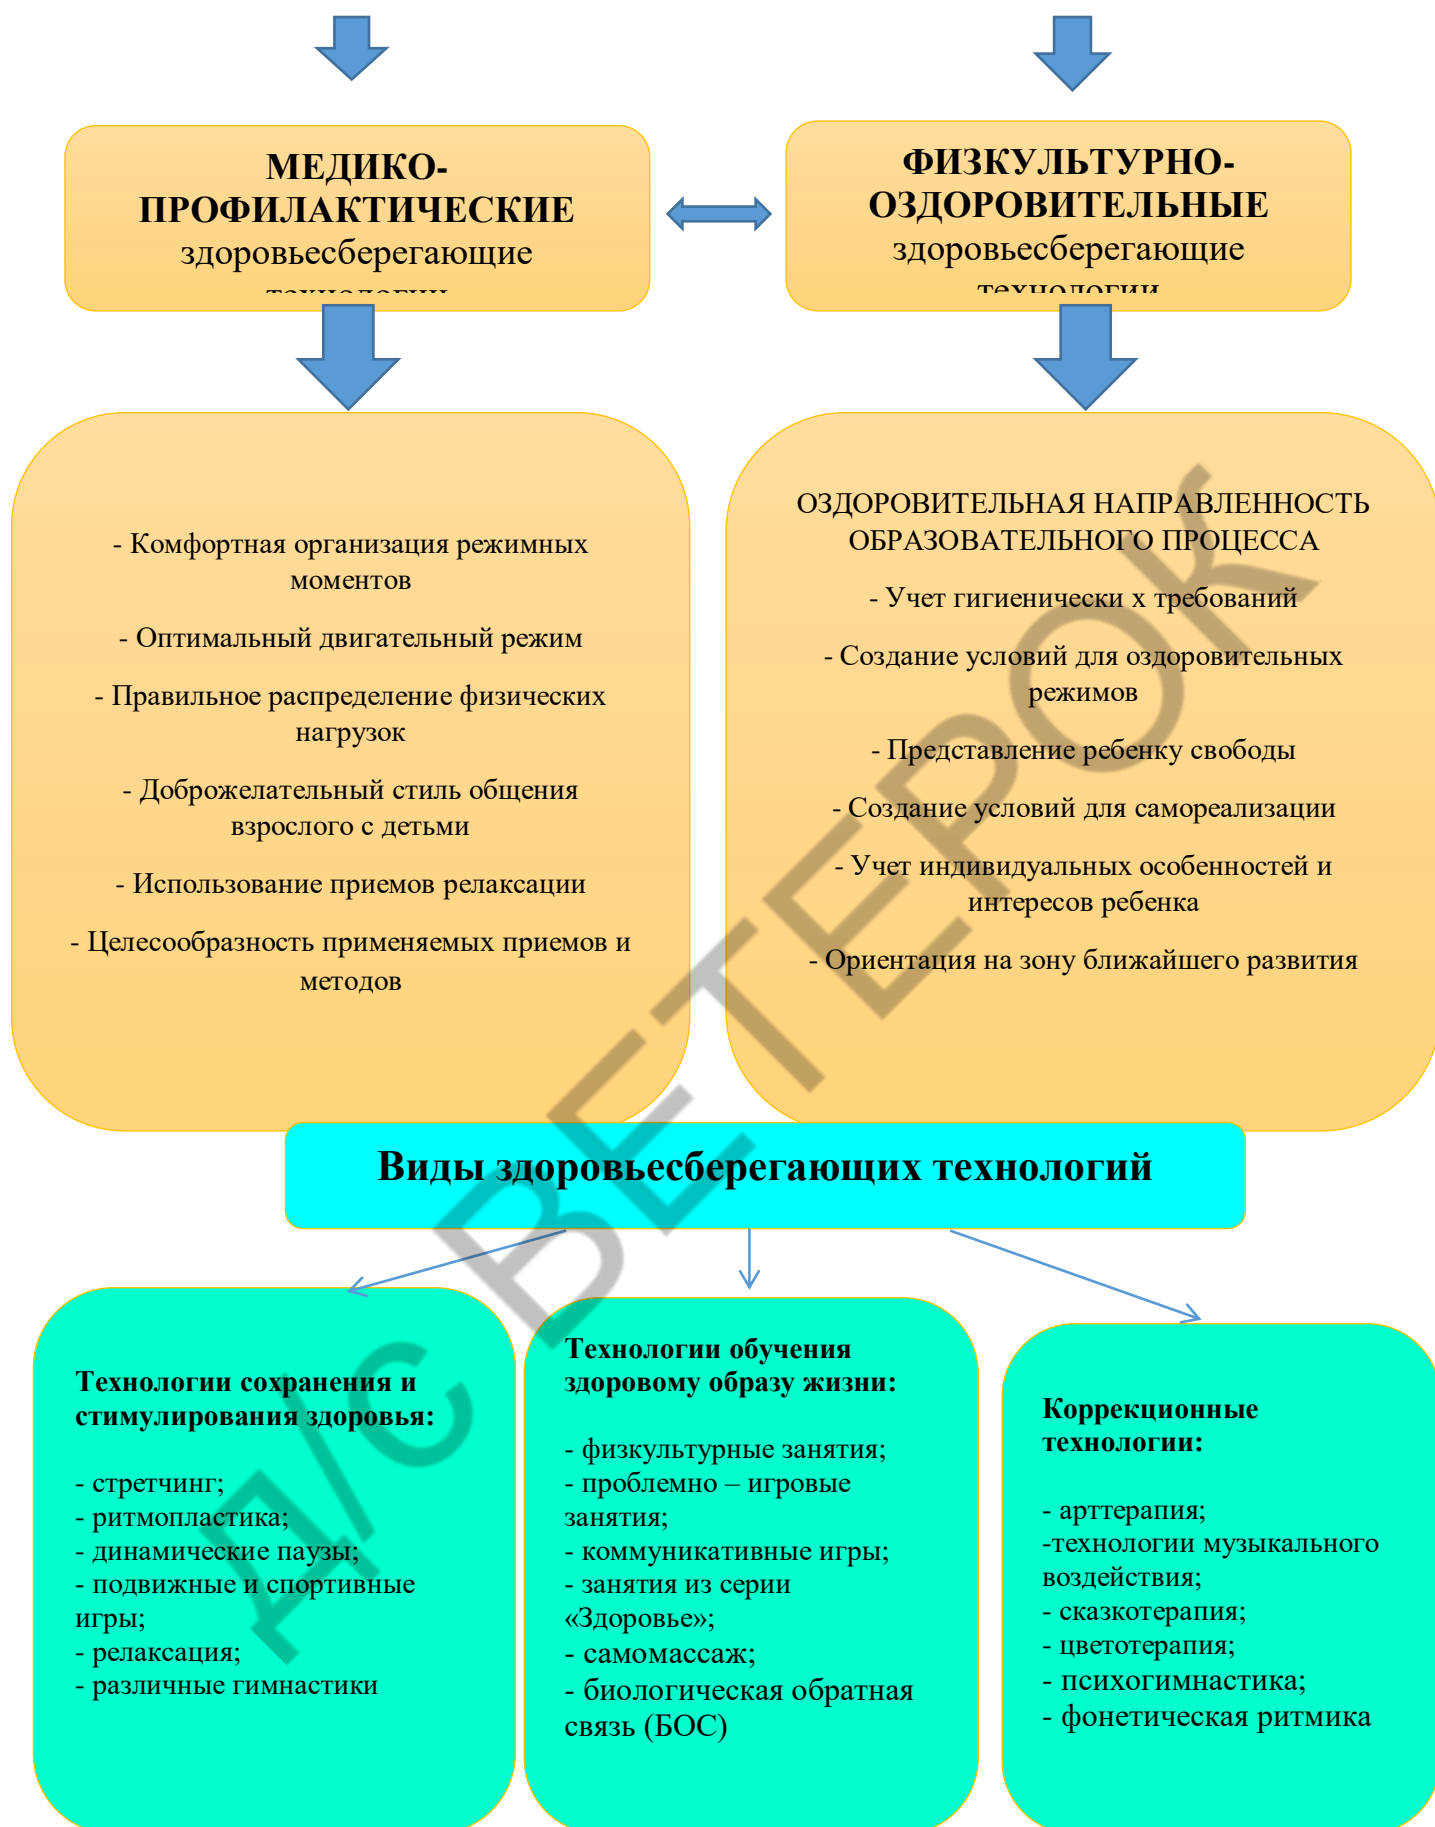 МЕДИКО-
ПРОФИЛАКТИЧЕСКИЕ
здоровьесберегающие
технологии
ФИЗКУЛЬТУРНО-
ОЗДОРОВИТЕЛЬНЫЕ
здоровьесберегающие
технологии
- Комфортная организация режимных
моментов
- Оптимальный двигательный режим
- Правильное распределение физических
нагрузок
- Доброжелательный стиль общения
взрослого с детьми
- Использование приемов релаксации
- Целесообразность применяемых приемов и
методов
ОЗДОРОВИТЕЛЬНАЯ НАПРАВЛЕННОСТЬ
ОБРАЗОВАТЕЛЬНОГО ПРОЦЕССА
- Учет гигиенически х требований
- Создание условий для оздоровительных
режимов
- Представление ребенку свободы
- Создание условий для самореализации
- Учет индивидуальных особенностей и
интересов ребенка
- Ориентация на зону ближайшего развития
Виды здоровьесберегающих технологий
Технологии сохранения и
стимулирования здоровья:
- стретчинг;
- ритмопластика;
- динамические паузы;
- подвижные и спортивные
игры;
- релаксация;
- различные гимнастики
Технологии обучения
здоровому образу жизни:
- физкультурные занятия;
- проблемно – игровые
занятия;
- коммуникативные игры;
- занятия из серии
«Здоровье»;
- самомассаж;
- биологическая обратная
связь (БОС)
Коррекционные
технологии:
- арттерапия;
-технологии музыкального
воздействия;
- сказкотерапия;
- цветотерапия;
- психогимнастика;
- фонетическая ритмика
д/с ВЕТЕРОК